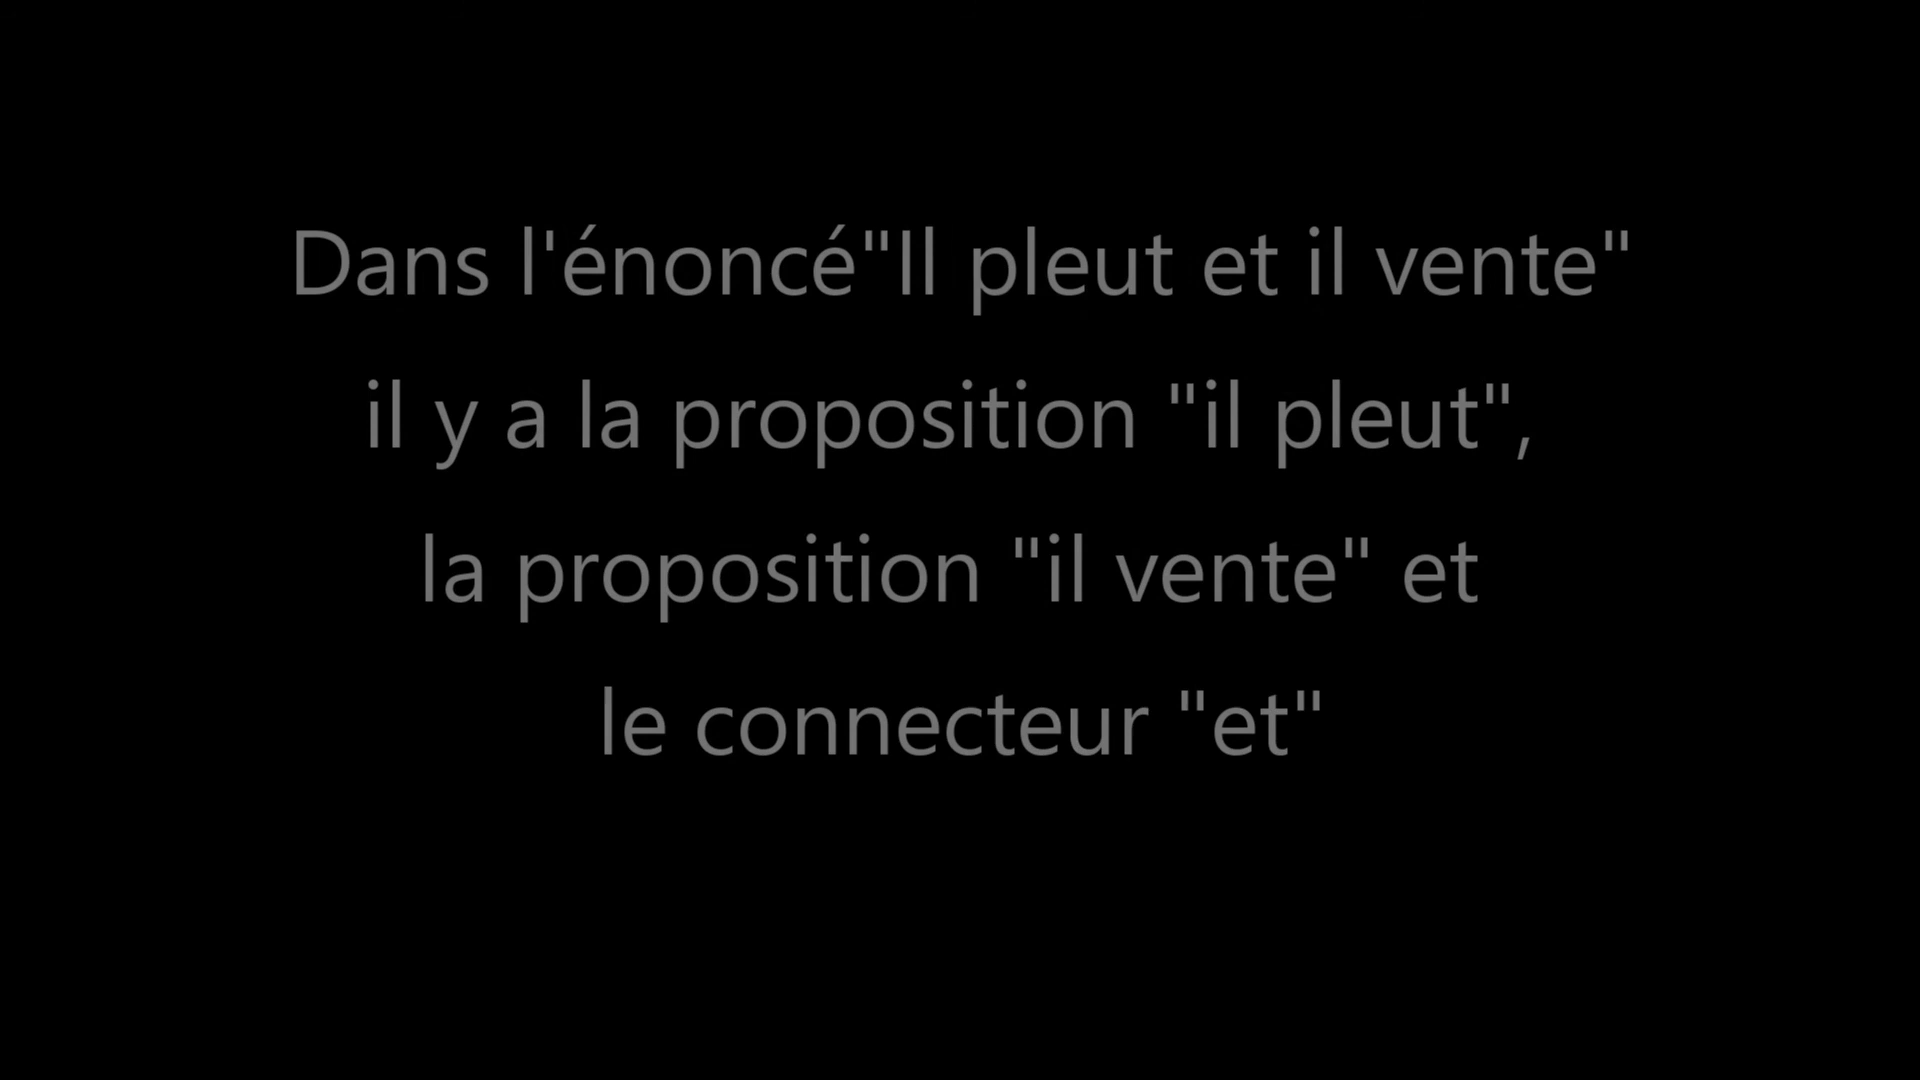 Dans l'énoncé"Il pleut et il vente"
il y a la proposition "il pleut",
la proposition "il vente" et
le connecteur "et"